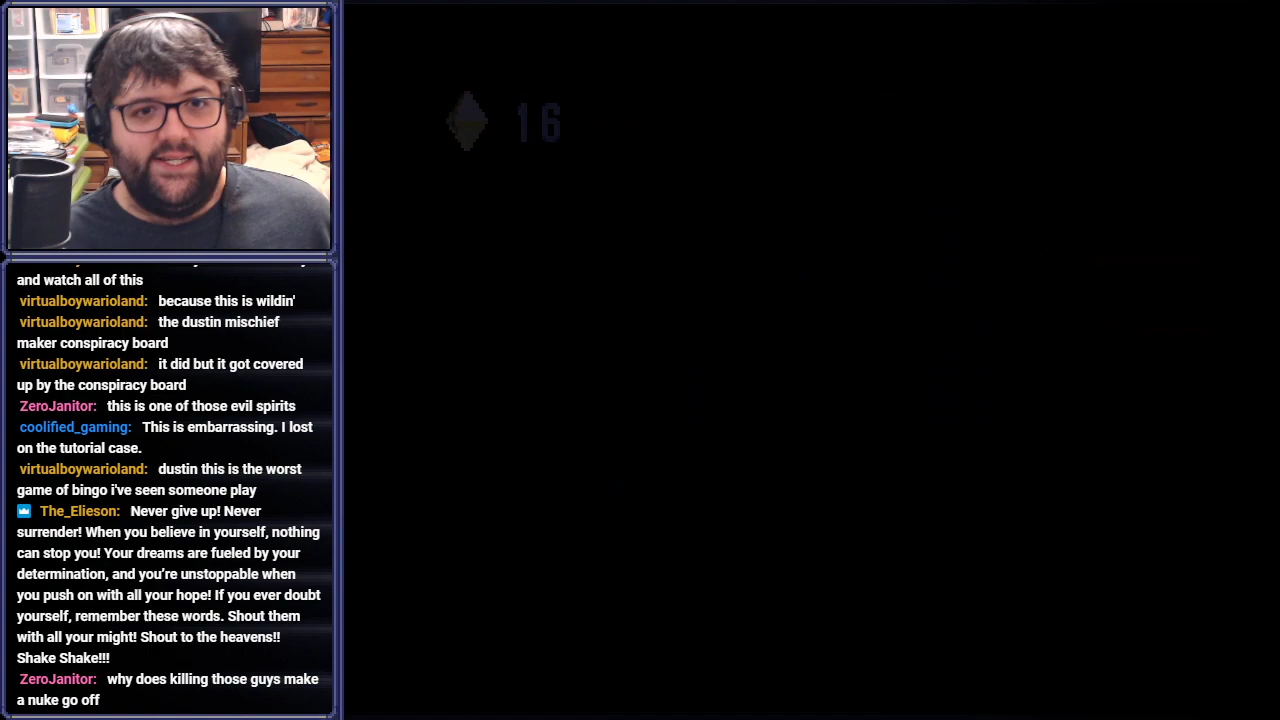 16
and watch all of this
virtualboywarioland: because this is wildin'
virtualboywarioland: the dustin mischief
maker conspiracy board
virtualboywarioland: it did but it got covered
up by the conspiracy board
ZeroJanitor: this is one of those evil spirits
coolified_gaming: This is embarrassing. I lost
on the tutorial case.
virtualboywarioland: dustin this is the worst
game of bingo i've seen someone play
The_Elieson: Never give up! Never
surrender! When you believe in yourself, nothing
can stop you! Your dreams are fueled by your
determination, and you’re unstoppable when
you push on with all your hope! If you ever doubt
yourself, remember these words. Shout them
with all your might! Shout to the heavens!!
Shake Shake!!!
ZeroJanitor: why does killing those guys make
a nuke go off